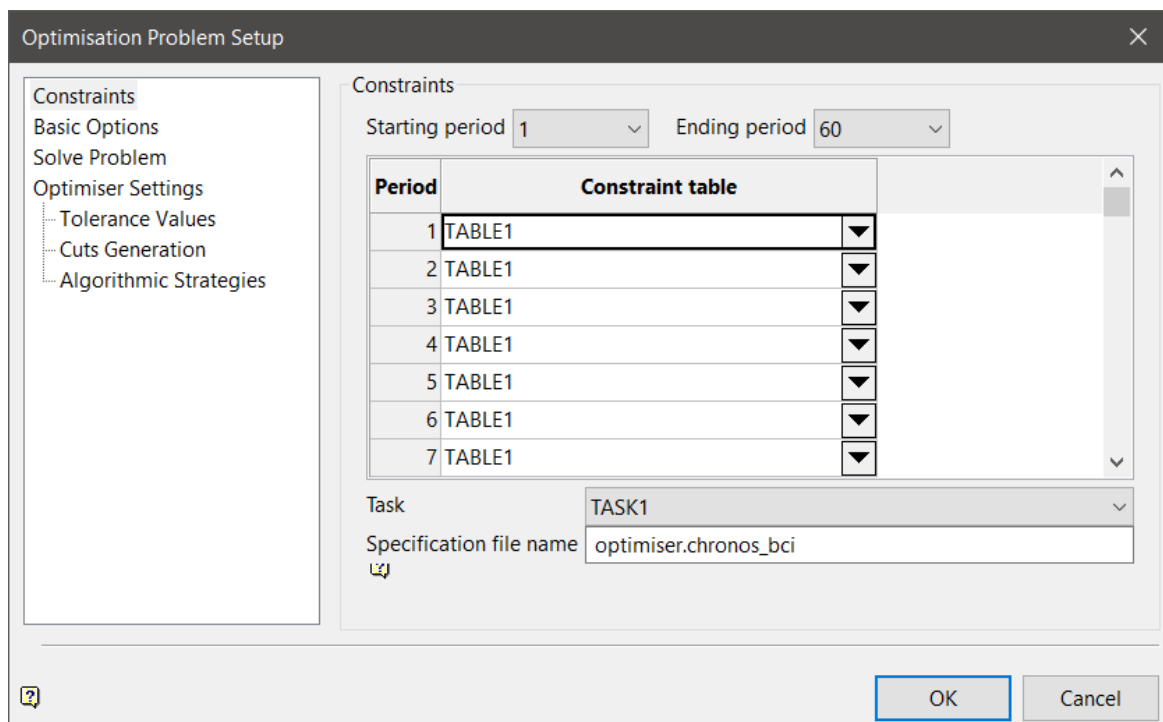 Optimisation Problem Setup
Constraints
Basic Options
Solve Problem
Optimiser Settings
Tolerance Values
Cuts Generation
Algorithmic Strategies
Constraints
Starting period 1 Ending period 60
Period Constraint table
1 TABLE1
2 TABLE1
3 TABLE1
4 TABLE1
5 TABLE1
6 TABLE1
7 TABLE1
Task TASK1
Specification file name optimiser.chronos_bci
OK Cancel